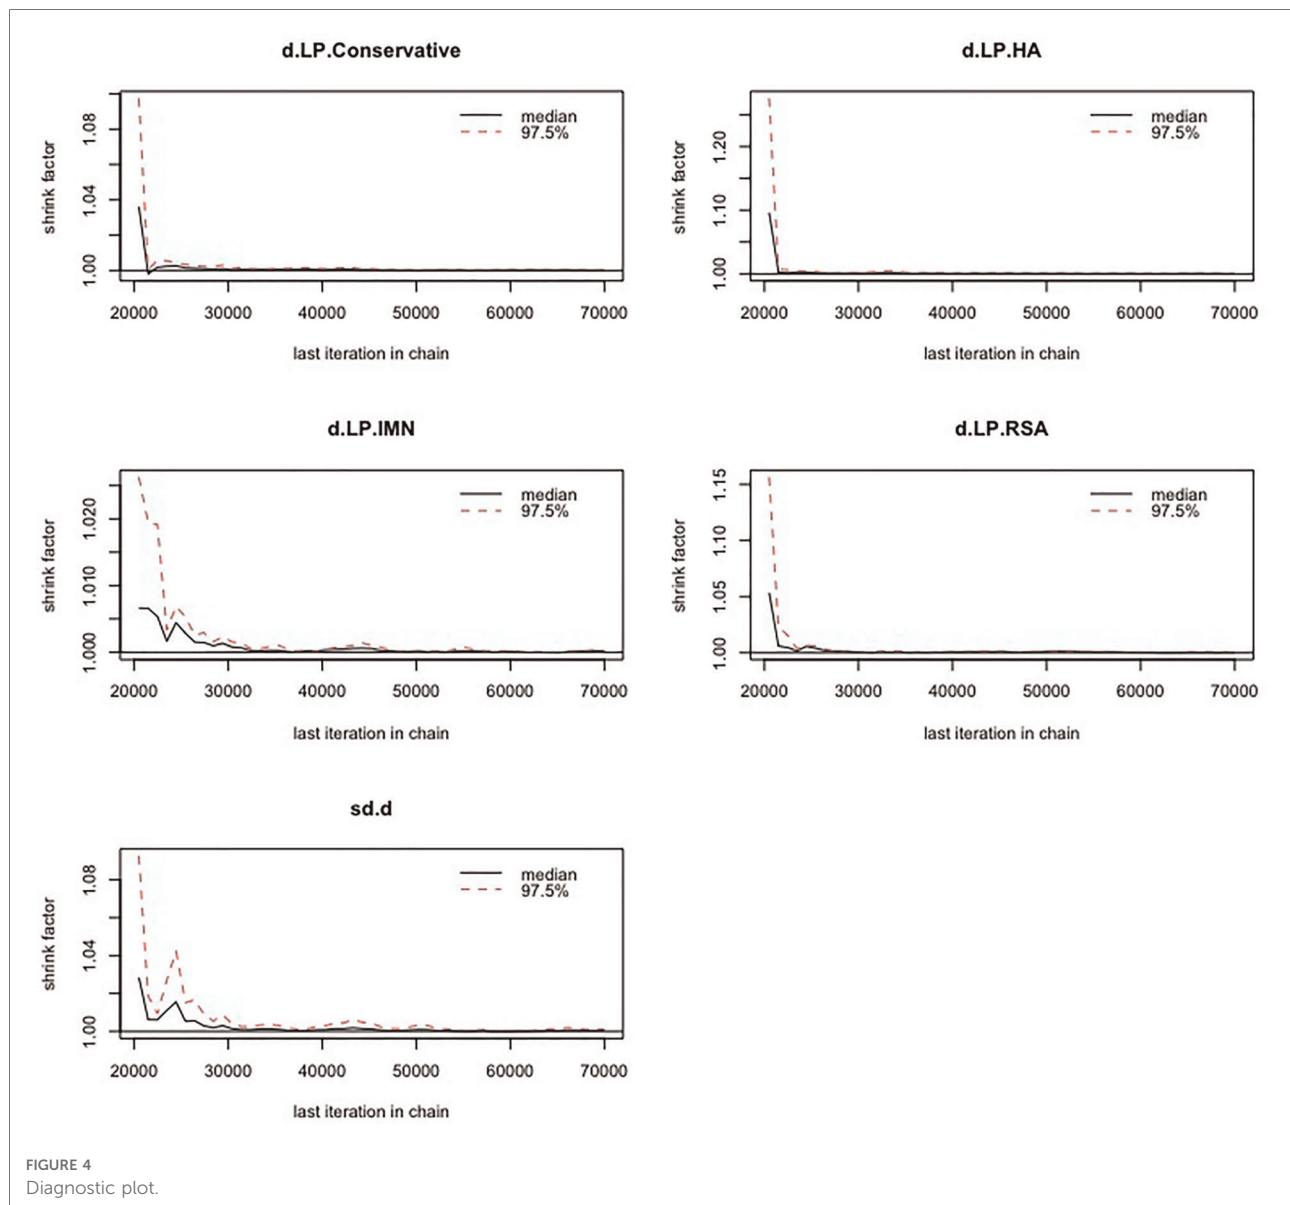 d.LP.Conservative
median
97.5%
shrink factor
1.00 1.04 1.08
20000 30000 40000 50000 60000 70000
last iteration in chain
d.LP.HA
median
97.5%
shrink factor
1.00 1.10 1.20
20000 30000 40000 50000 60000 70000
last iteration in chain
d.LP.IMN
median
97.5%
shrink factor
1.000 1.010 1.020
20000 30000 40000 50000 60000 70000
last iteration in chain
d.LP.RSA
median
97.5%
shrink factor
1.00 1.05 1.10 1.15
20000 30000 40000 50000 60000 70000
last iteration in chain
sd.d
median
97.5%
shrink factor
1.00 1.04 1.08
20000 30000 40000 50000 60000 70000
last iteration in chain
FIGURE 4
Diagnostic plot.